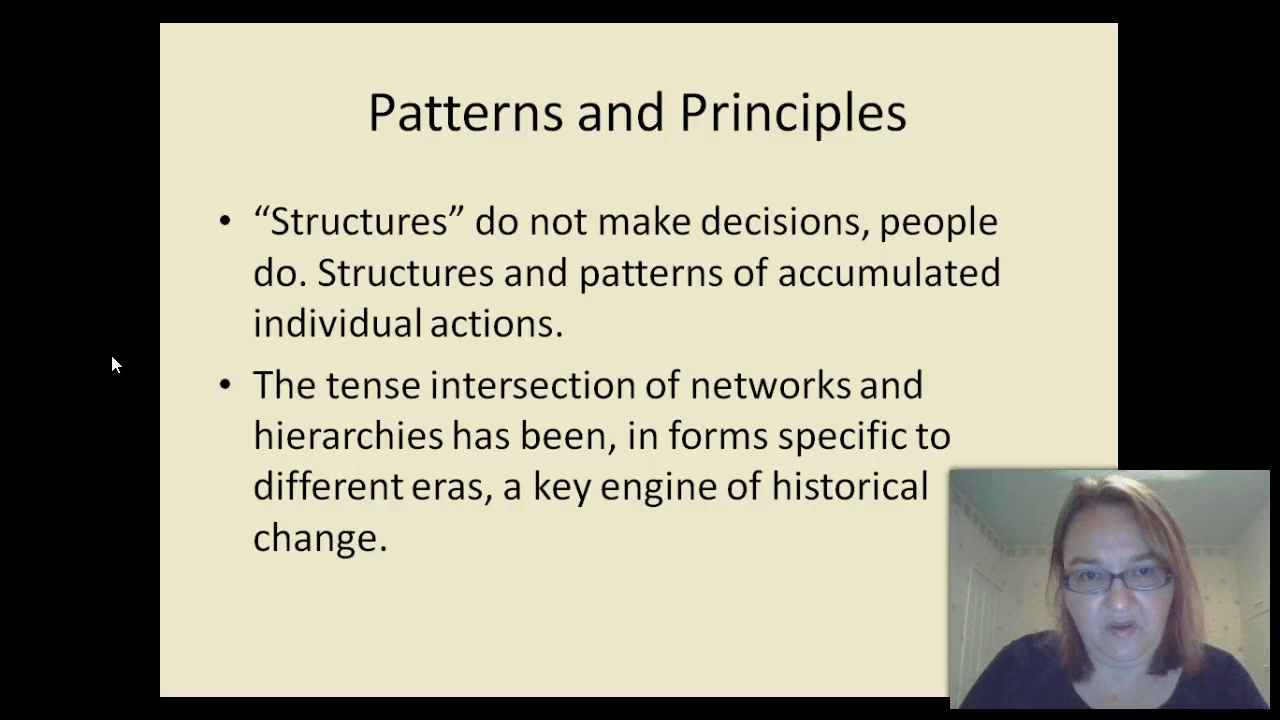 Patterns and Principles
• “Structures” do not make decisions, people
do. Structures and patterns of accumulated
individual actions.
• The tense intersection of networks and
hierarchies has been, in forms specific to
different eras, a key engine of historical
change.